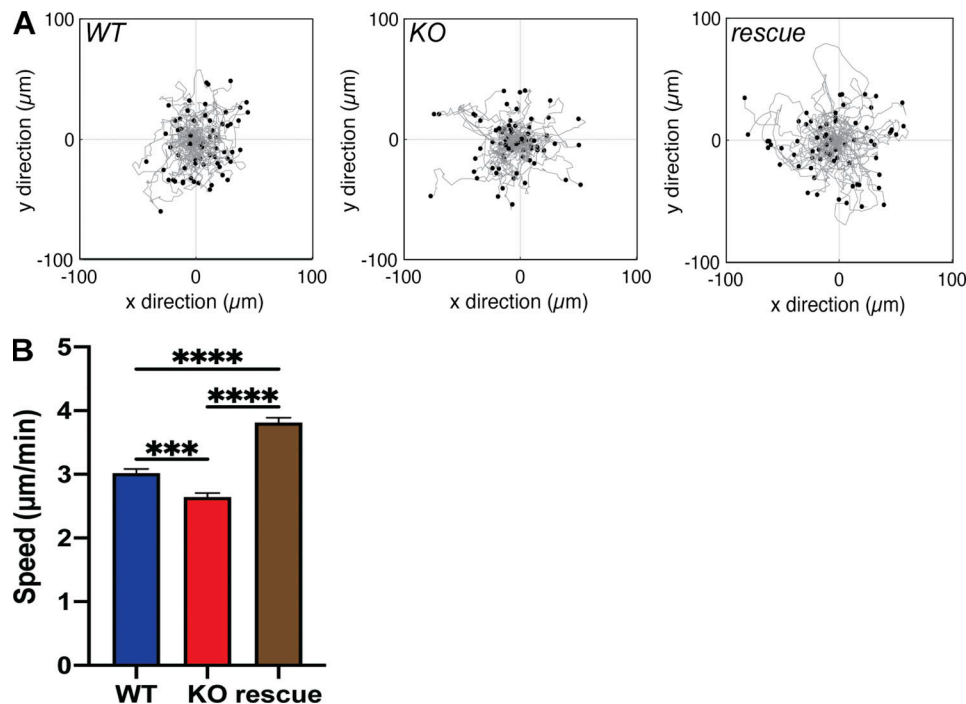 A
WT
KO
rescue
100
0
-100
y direction (µm)
-100
0
100
x direction (µm)
100
0
-100
y direction (µm)
-100
0
100
x direction (µm)
100
0
-100
y direction (µm)
-100
0
100
x direction (µm)
B
5
4
3
2
1
0
Speed (µm/min)
****
****
***
WT
KO
rescue